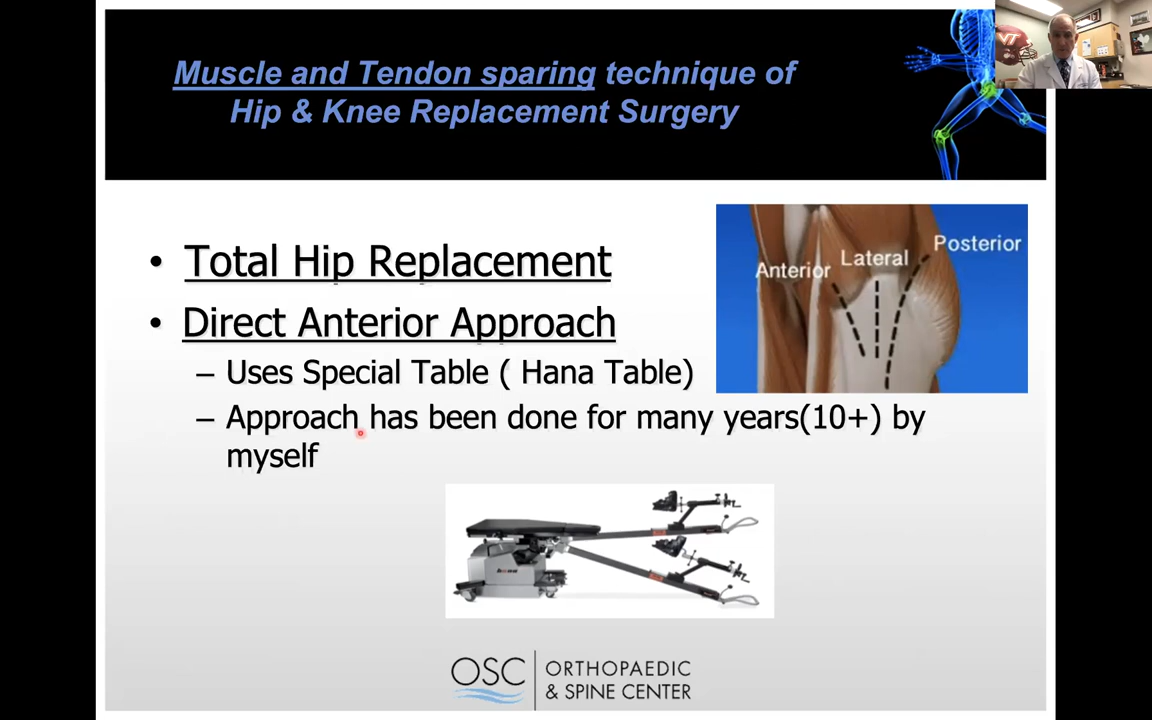 Muscle and Tendon sparing technique of
Hip & Knee Replacement Surgery
VT
• Total Hip Replacement
• Direct Anterior Approach
– Uses Special Table ( Hana Table)
– Approach has been done for many years(10+) by
myself
Anterior Lateral Posterior
hana
OSC ORTHOPAEDIC
& SPINE CENTER